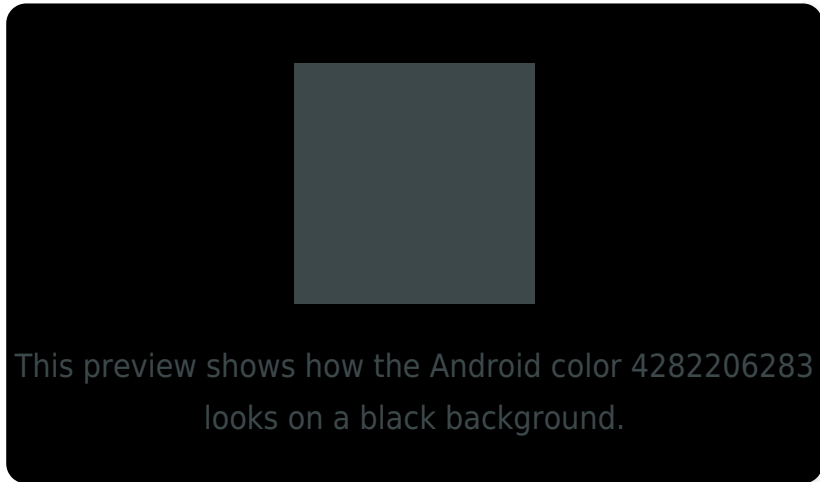 This preview shows how the Android color 4282206283
looks on a black background.